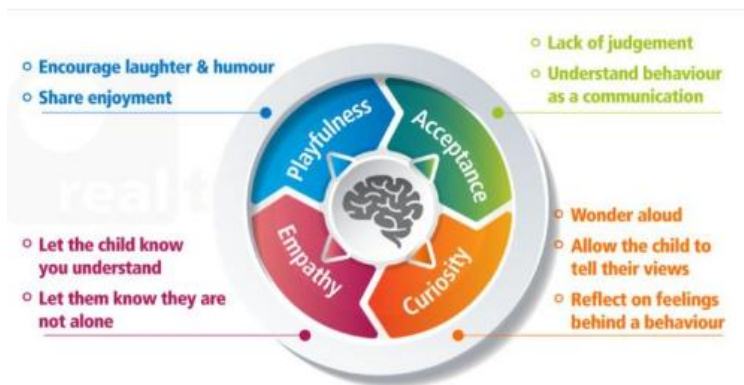 Encourage laughter & humour
Share enjoyment
Lack of judgement
Understand behaviour
as a communication
Playfulness
Acceptance
Empathy
Curiosity
Let the child know
you understand
Let them know they are
not alone
Wonder aloud
Allow the child to
tell their views
Reflect on feelings
behind a behaviour